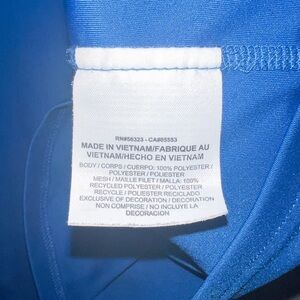 RN#56323 - CA#05553
MADE IN VIETNAM/FABRIQUE AU
VIETNAM/HECHO EN VIETNAM
BODY / CORPS / CUERPO: 100% POLYESTER /
POLYESTER / POLIESTER
MESH / MAILLE FILET / MALLA: 100%
RECYCLED POLYESTER / POLYESTER
RECYCLE / POLIESTER RECICLADO
EXCLUSIVE OF DECORATION / DECORATION
NON COMPRISE / NO INCLUYE LA
DECORACION